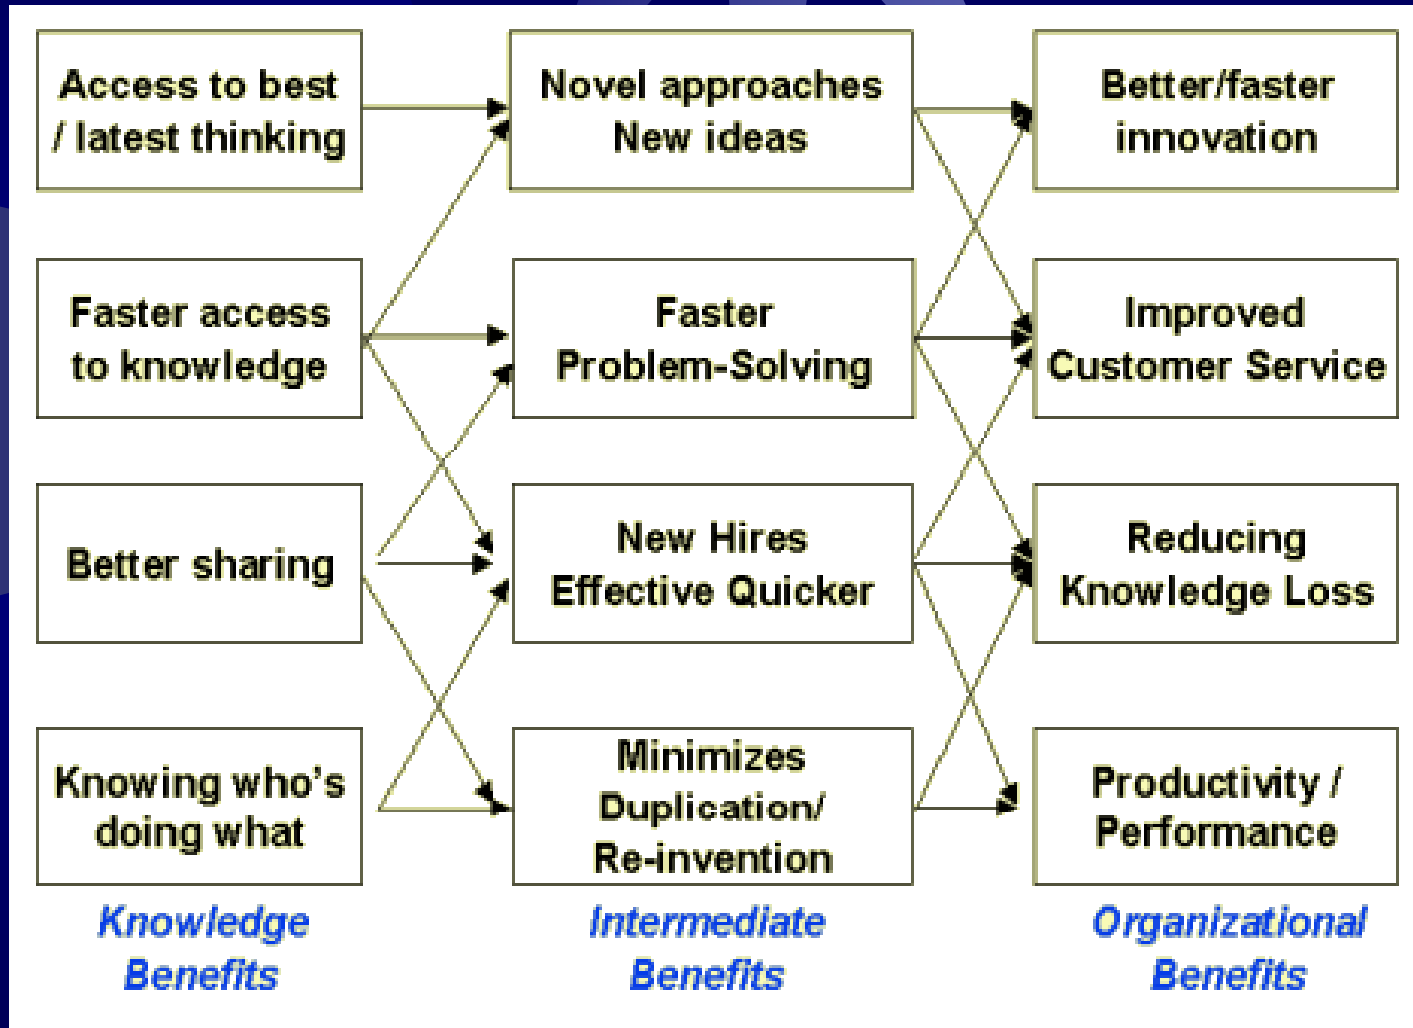 Access to best
/ latest thinking
Novel approaches
New ideas
Better/faster
innovation
Faster access
to knowledge
Faster
Problem-Solving
Improved
Customer Service
Better sharing
New Hires
Effective Quicker
Reducing
Knowledge Loss
Knowing who's
doing what
Minimizes
Duplication/
Re-invention
Productivity /
Performance
Knowledge
Benefits
Intermediate
Benefits
Organizational
Benefits